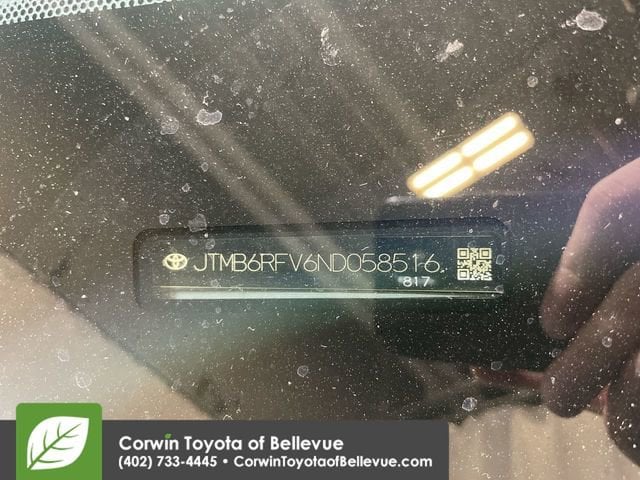 JTMB6RFV6ND058516
817
Corwin Toyota of Bellevue
(402) 733-4445 • CorwinToyotaofBellevue.com